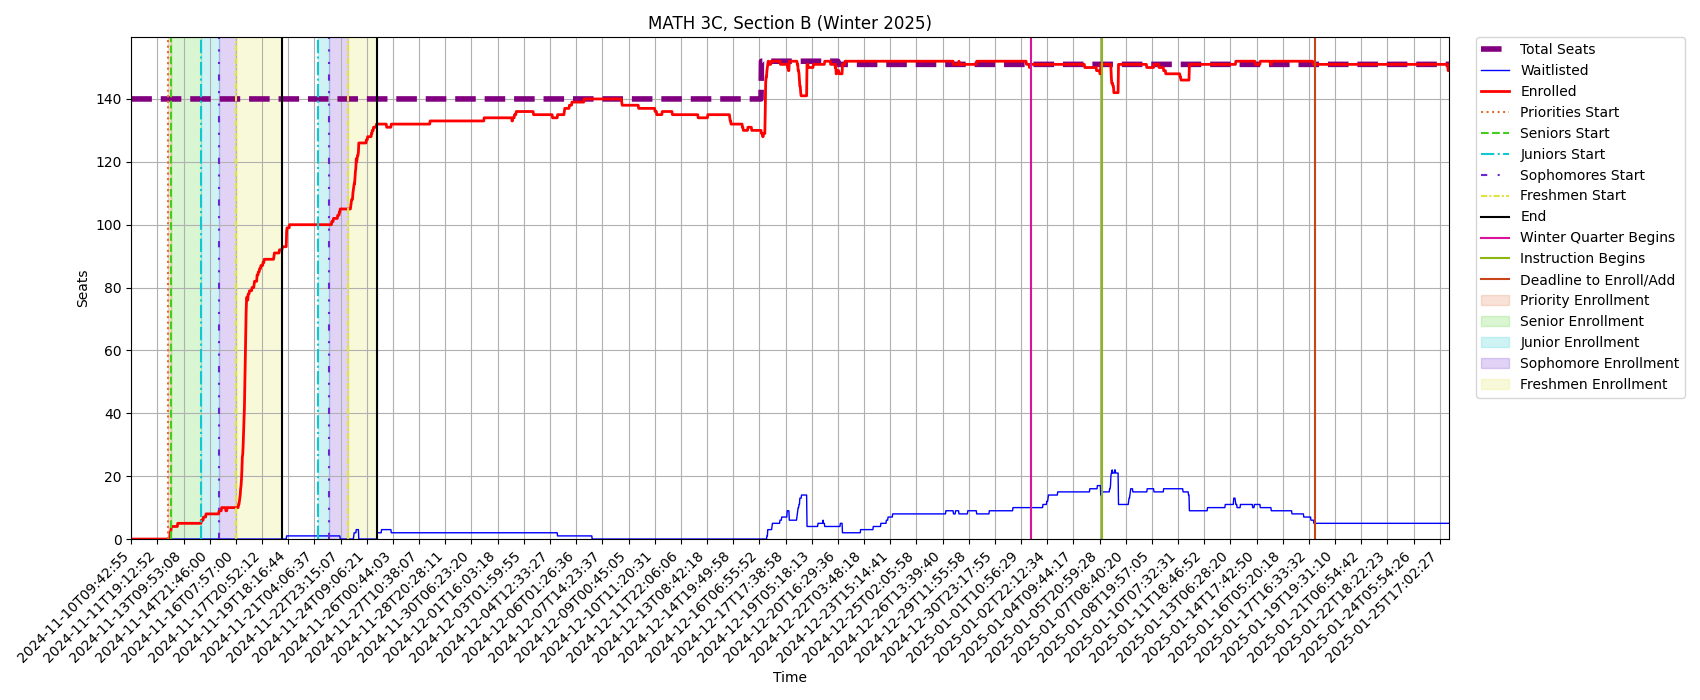 MATH 3C, Section B (Winter 2025)
Seats
140
120
100
80
60
40
20
0
2024-11-10T09:42:55
2024-11-11T19:12:52
2024-11-13T09:53:08
2024-11-14T21:46:00
2024-11-16T07:57:00
2024-11-17T20:52:12
2024-11-19T18:16:44
2024-11-21T04:06:37
2024-11-22T23:15:07
2024-11-24T09:06:21
2024-11-26T00:44:03
2024-11-27T10:38:07
2024-11-28T20:28:11
2024-11-30T06:23:20
2024-12-01T16:03:18
2024-12-03T01:59:55
2024-12-04T12:33:27
2024-12-06T01:26:36
2024-12-07T14:23:37
2024-12-09T00:45:05
2024-12-10T11:20:31
2024-12-11T22:06:06
2024-12-13T08:42:18
2024-12-14T19:49:58
2024-12-16T06:55:52
2024-12-17T17:38:58
2024-12-19T03:18:13
2024-12-20T16:29:36
2024-12-22T03:48:18
2024-12-23T15:14:41
2024-12-25T02:05:58
2024-12-26T13:39:40
2024-12-29T11:55:58
2024-12-30T23:17:55
2025-01-01T10:56:29
2025-01-02T22:12:34
2025-01-04T09:44:17
2025-01-05T20:59:28
2025-01-07T08:40:20
2025-01-08T19:57:05
2025-01-10T07:32:31
2025-01-11T18:46:52
2025-01-13T06:28:20
2025-01-14T17:42:50
2025-01-16T05:20:18
2025-01-17T16:33:32
2025-01-19T19:31:10
2025-01-21T06:54:42
2025-01-22T18:22:23
2025-01-24T05:54:26
2025-01-25T17:02:27
Time
Total Seats
Waitlisted
Enrolled
Priorities Start
Seniors Start
Juniors Start
Sophomores Start
Freshmen Start
End
Winter Quarter Begins
Instruction Begins
Deadline to Enroll/Add
Priority Enrollment
Senior Enrollment
Junior Enrollment
Sophomore Enrollment
Freshmen Enrollment